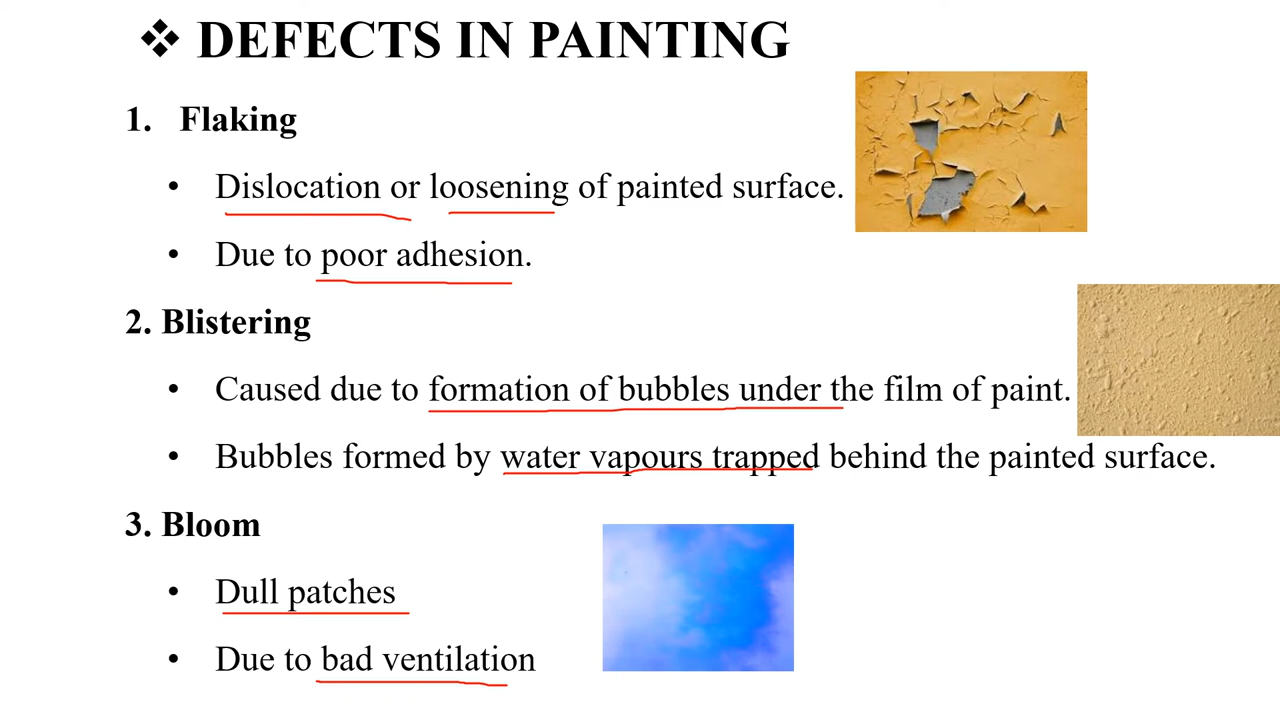 ❖ DEFECTS IN PAINTING
1. Flaking
• Dislocation or loosening of painted surface.
• Due to poor adhesion.
2. Blistering
• Caused due to formation of bubbles under the film of paint.
• Bubbles formed by water vapours trapped behind the painted surface.
3. Bloom
• Dull patches
• Due to bad ventilation